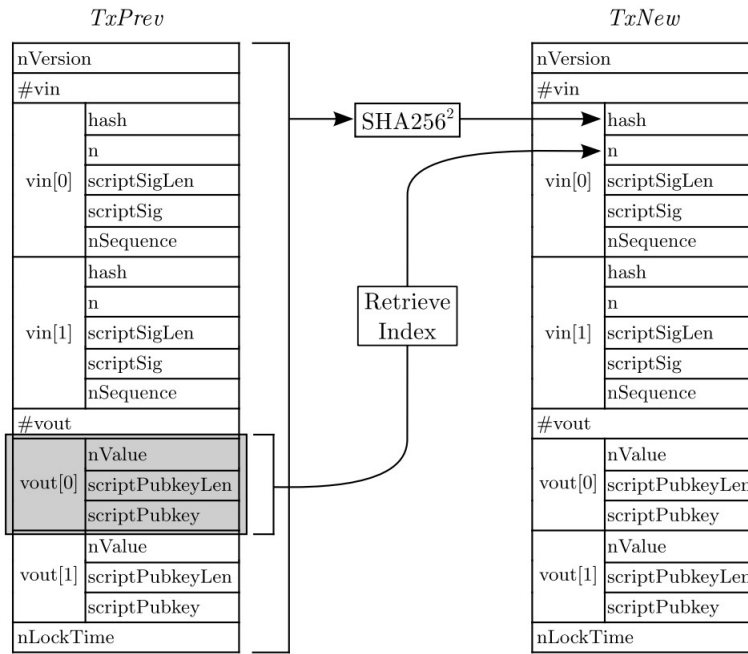 TxPrev
nVersion
#vin
vin[0]
hash
n
scriptSigLen
scriptSig
nSequence
vin[1]
hash
n
scriptSigLen
scriptSig
nSequence
#vout
vout[0]
nValue
scriptPubkeyLen
scriptPubkey
vout[1]
nValue
scriptPubkeyLen
scriptPubkey
nLockTime
SHA256²
Retrieve
Index
TxNew
nVersion
#vin
vin[0]
hash
n
scriptSigLen
scriptSig
nSequence
vin[1]
hash
n
scriptSigLen
scriptSig
nSequence
#vout
vout[0]
nValue
scriptPubkeyLen
scriptPubkey
vout[1]
nValue
scriptPubkeyLen
scriptPubkey
nLockTime